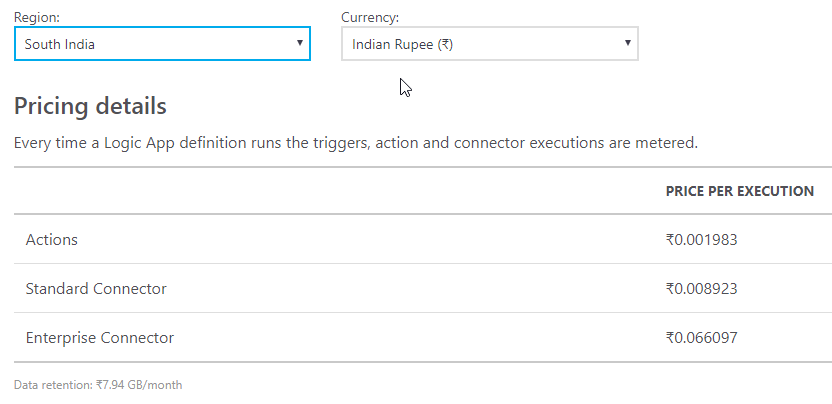 Region: Currency:
South India Indian Rupee (₹)
Pricing details
Every time a Logic App definition runs the triggers, action and connector executions are metered.
PRICE PER EXECUTION
Actions ₹0.001983
Standard Connector ₹0.008923
Enterprise Connector ₹0.066097
Data retention: ₹7.94 GB/month